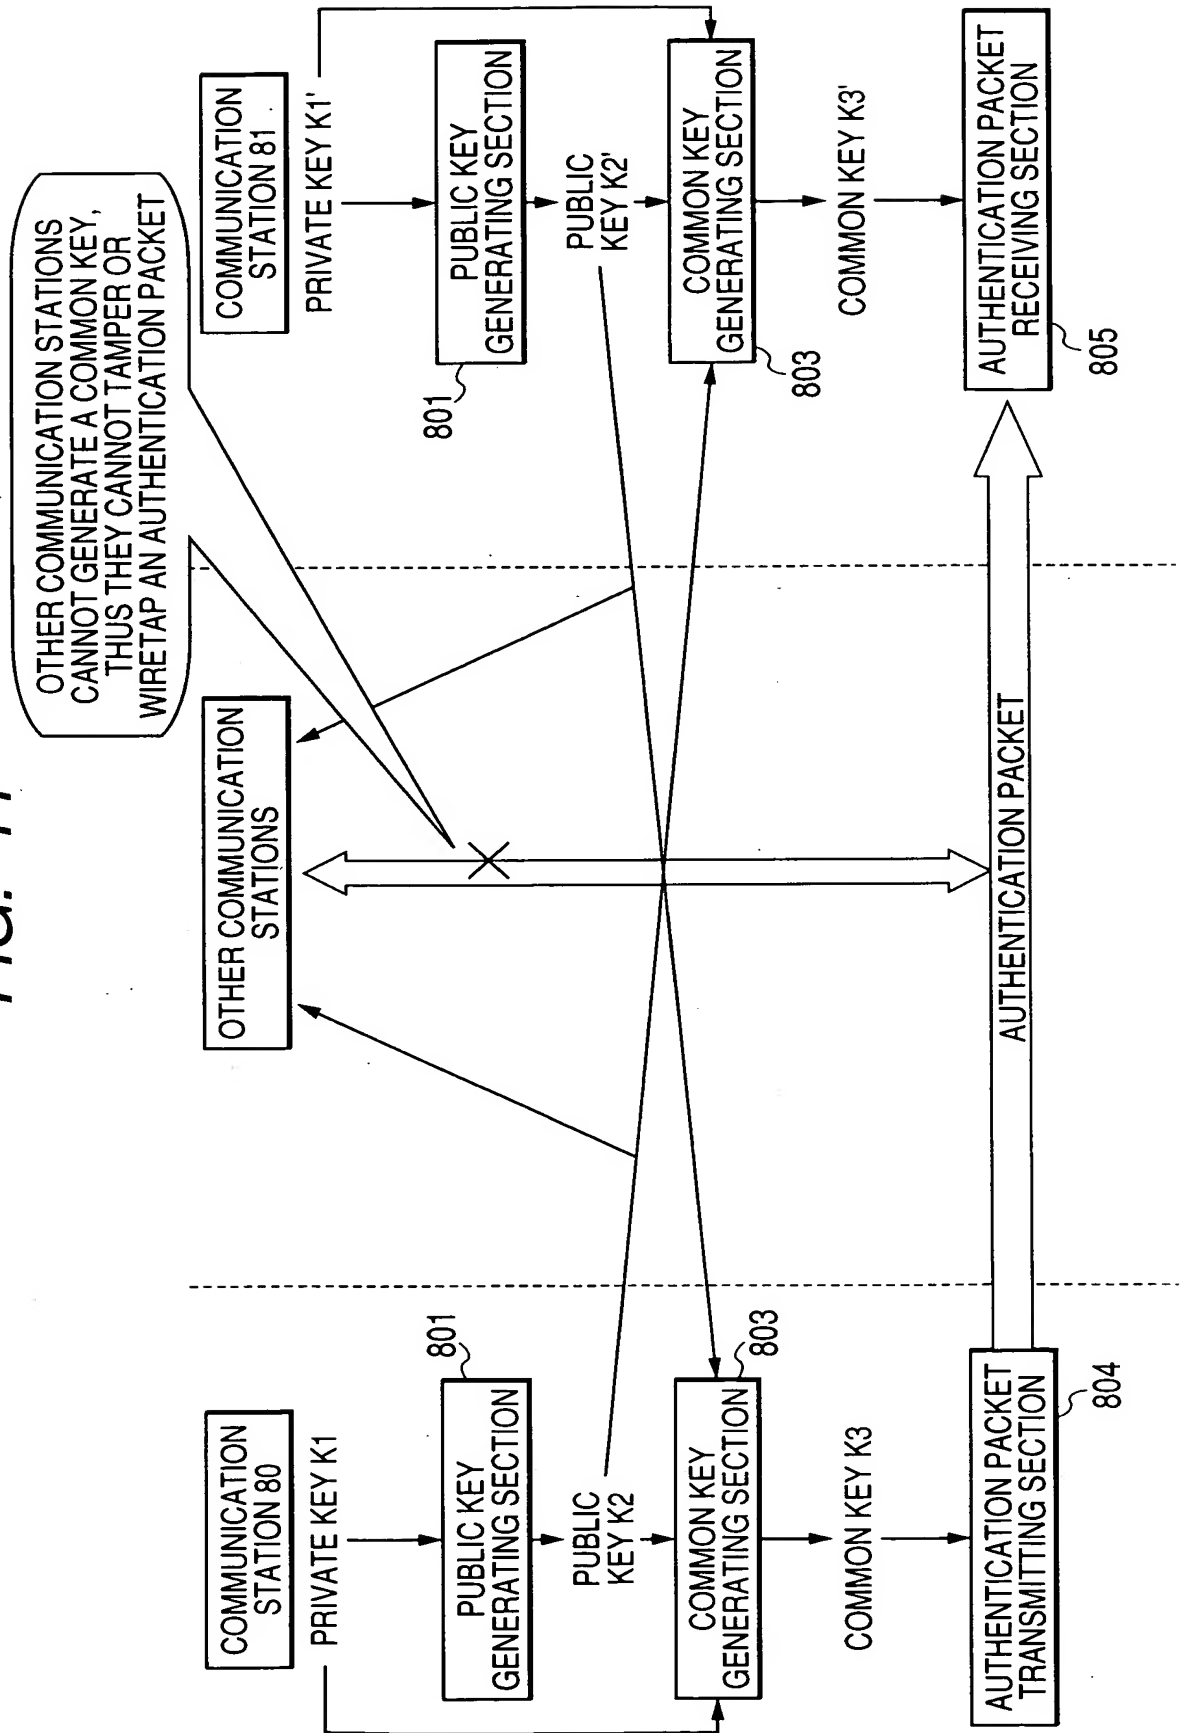 OTHER COMMUNICATION STATIONS
CANNOT GENERATE A COMMON KEY,
THUS THEY CANNOT TAMPER OR
WIRETAP AN AUTHENTICATION PACKET
COMMUNICATION
STATION 80
PRIVATE KEY K1
801
PUBLIC KEY
GENERATING SECTION
PUBLIC
KEY K2
803
COMMON KEY
GENERATING SECTION
COMMON KEY K3
AUTHENTICATION PACKET
TRANSMITTING SECTION
804
OTHER COMMUNICATION
STATIONS
AUTHENTICATION PACKET
COMMUNICATION
STATION 81
PRIVATE KEY K1'
PUBLIC KEY
GENERATING SECTION
801
PUBLIC
KEY K2'
COMMON KEY
GENERATING SECTION
803
COMMON KEY K3'
AUTHENTICATION PACKET
RECEIVING SECTION
805